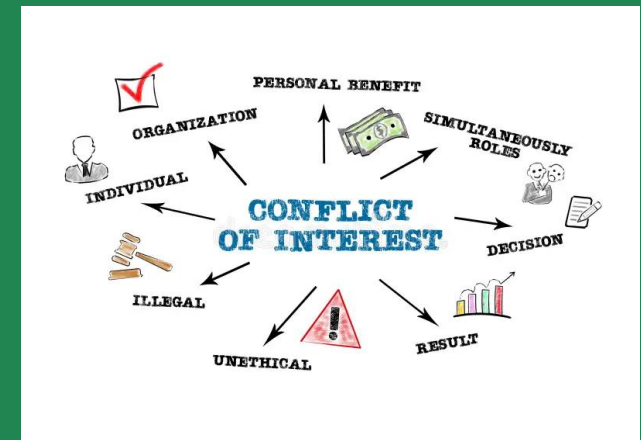 PERSONAL BENEFIT
ORGANIZATION
SIMULTANEOUSLY
ROLES
INDIVIDUAL
CONFLICT
OF INTEREST
DECISION
ILLEGAL
RESULT
UNETHICAL